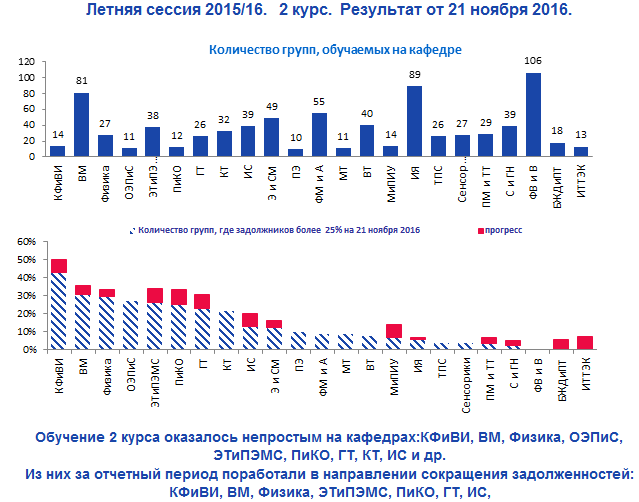 Летняя сессия 2015/16. 2 курс. Результат от 21 ноября 2016.
Количество групп, обучаемых на кафедре
120
100
80
60
40
20
0
14 81 27 11 38 12 26 32 39 49 10 55 11 40 14 89 26 27 29 39 106 18 13
КФиВИ ВМ Физика ОЭПиС ЭТиПЭ... ПиКО ГТ КТ ИС Э и СМ ПЭ ФМ и А МТ ВТ МиПИУ ИЯ ТПС Сенсор... ПМ и ТТ С и ГН ФВ и В БЖДиПТ ИТТЭК
Количество групп, где задолжников более 25% на 21 ноября 2016 прогресс
60%
50%
40%
30%
20%
10%
0%
КФиВИ ВМ Физика ОЭПиС ЭТиПЭМС ПиКО ГТ КТ ИС Э и СМ ПЭ ФМ и А МТ ВТ МиПИУ ИЯ ТПС Сенсорики ПМ и ТТ С и ГН ФВ и В БЖДиПТ ИТТЭК
Обучение 2 курса оказалось непростым на кафедрах:КФиВИ, ВМ, Физика, ОЭПиС,
ЭТиПЭМС, ПиКО, ГТ, КТ, ИС и др.
Из них за отчетный период поработали в направлении сокращения задолженностей:
КФиВИ, ВМ, Физика, ЭТиПЭМС, ПиКО, ГТ, ИС,